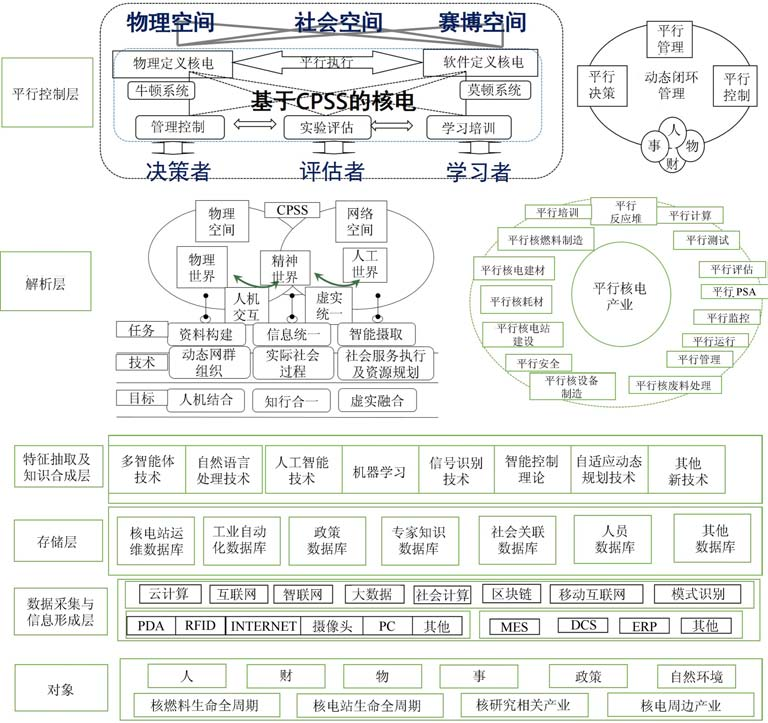 物理空间 社会空间 赛博空间
物理定义核电 平行执行 软件定义核电
牛顿系统 莫顿系统
基于CPSS的核电
管理控制 实验评估 学习培训
决策者 评估者 学习者
平行控制层
平行
管理
平行
决策
动态闭环
管理
平行
控制
人
事 物
财
解析层
CPSS
物理
空间
网络
空间
物理
世界
精神
世界
人工
世界
人机
交互
虚实
统一
任务 资料构建 信息统一 智能摄取
技术
动态网群
组织
实际社会
过程
社会服务执行
及资源规划
目标 人机结合 知行合一 虚实融合
平行核电
产业
平行培训
平行
反应堆
平行计算
平行核燃料制造
平行测试
平行核电建材
平行评估
平行核耗材
平行 PSA
平行监控
平行核电站
建设
平行运行
平行安全
平行管理
平行核设备
制造
平行核废料处理
特征抽取及
知识合成层
多智能体
技术
自然语言
处理技术
人工智能
技术
机器学习
信号识别
技术
智能控制
理论
自适应动态
规划技术
其他
新技术
存储层
核电站运
维数据库
工业自动
化数据库
政策
数据库
专家知识
数据库
社会关联
数据库
人员
数据库
其他
数据库
数据采集与
信息形成层
云计算 互联网 智联网 大数据 社会计算 区块链 移动互联网 模式识别
PDA RFID INTERNET 摄像头 PC 其他 MES DCS ERP 其他
对象
人 财 物 事 政策 自然环境
核燃料生命全周期 核电站生命全周期 核研究相关产业 核电周边产业